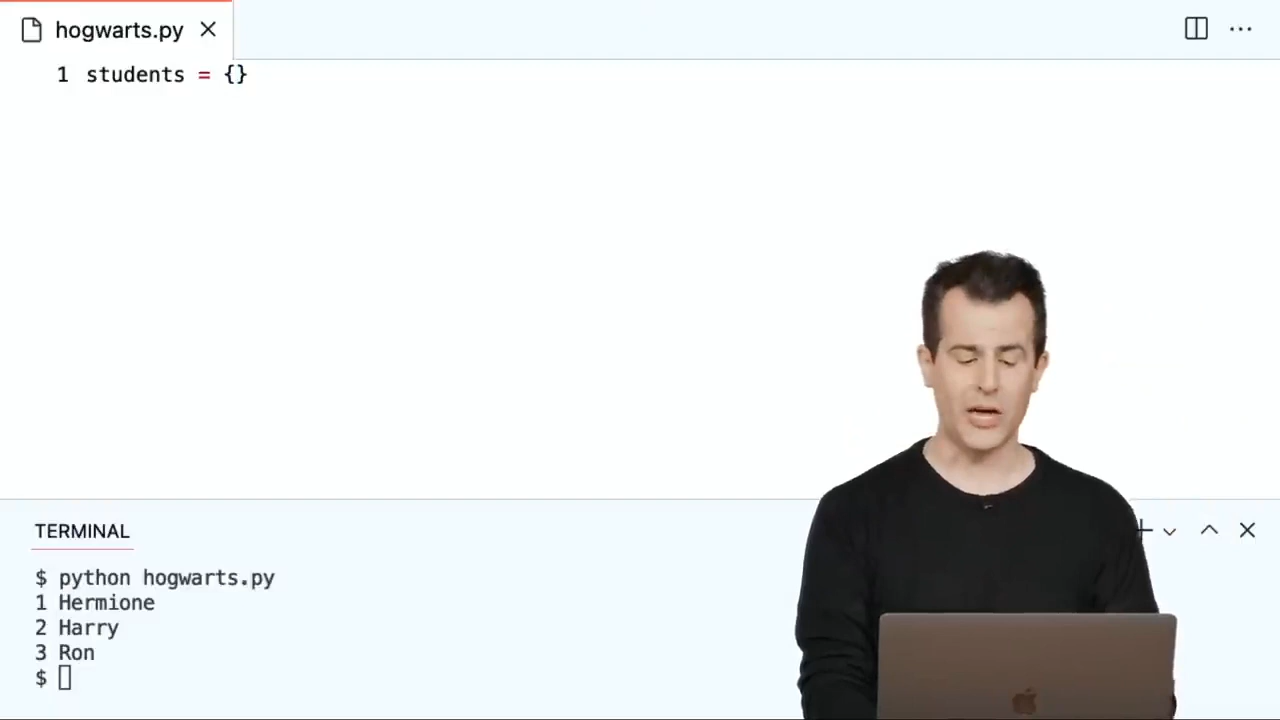 hogwarts.py
1 students = {}
TERMINAL
$ python hogwarts.py
1 Hermione
2 Harry
3 Ron
$